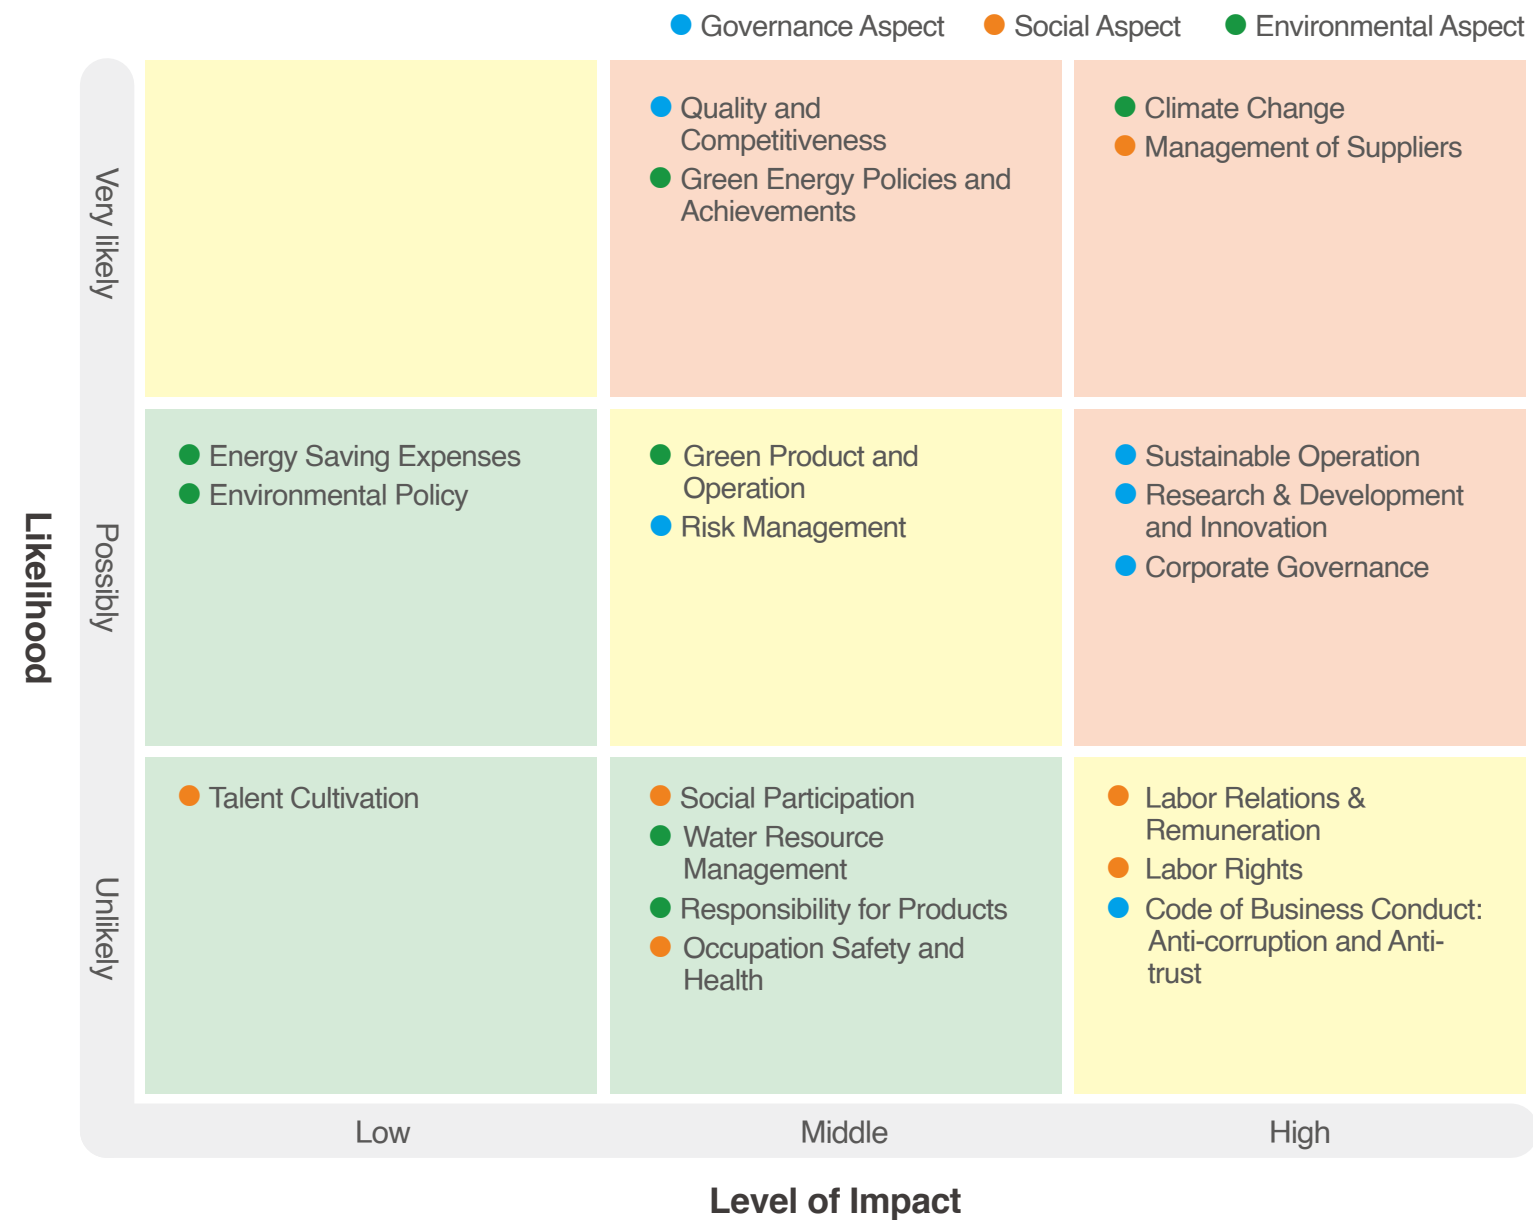 Governance Aspect
Social Aspect
Environmental Aspect
Likelihood
Very likely
Quality and
Competitiveness
Green Energy Policies and
Achievements
Climate Change
Management of Suppliers
Possibly
Energy Saving Expenses
Environmental Policy
Green Product and
Operation
Risk Management
Sustainable Operation
Research & Development
and Innovation
Corporate Governance
Unlikely
Talent Cultivation
Social Participation
Water Resource
Management
Responsibility for Products
Occupation Safety and
Health
Labor Relations &
Remuneration
Labor Rights
Code of Business Conduct:
Anti-corruption and Anti-
trust
Low
Middle
High
Level of Impact